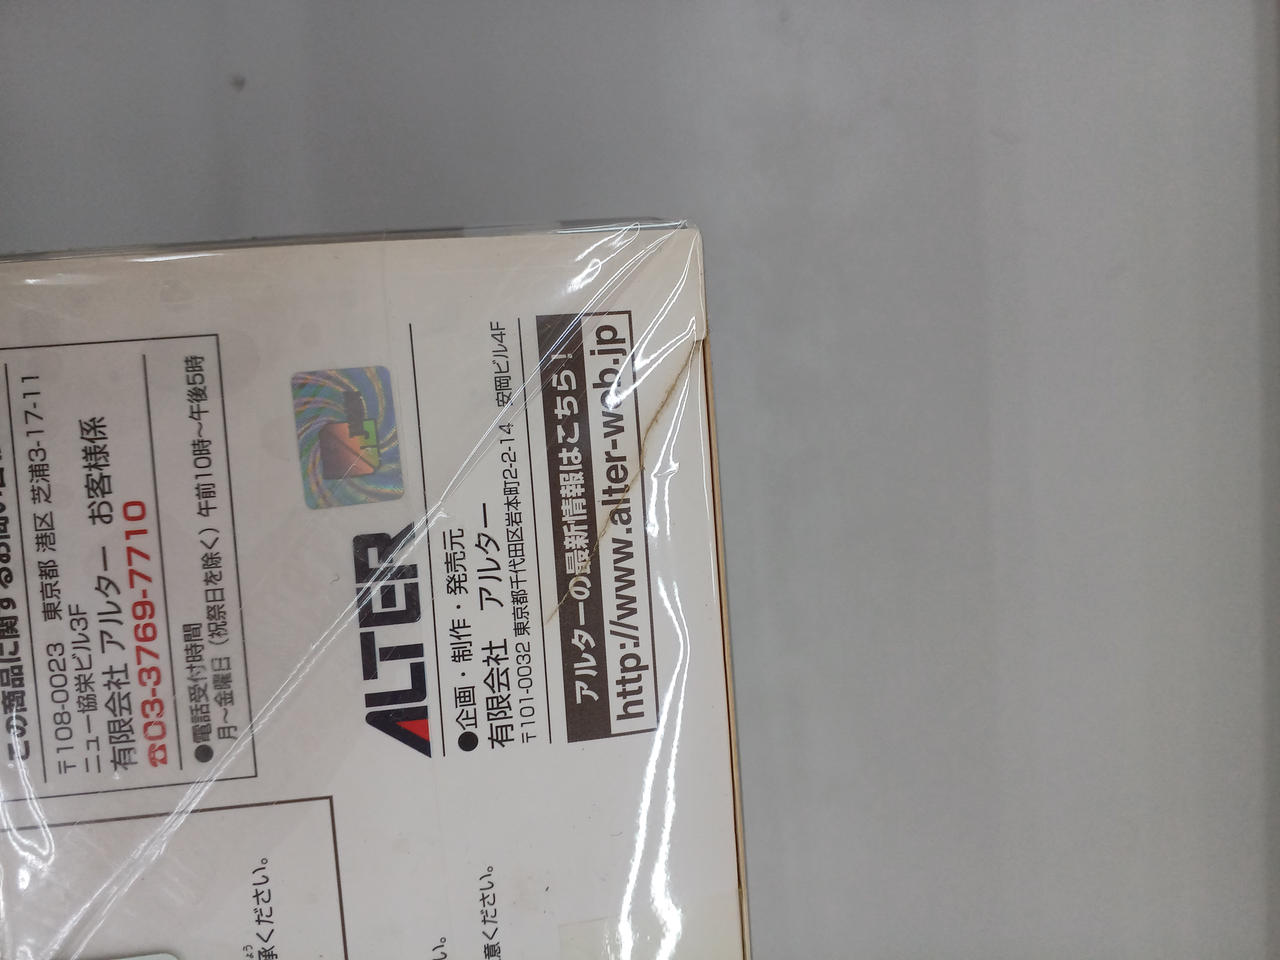 この商品に関するお問い合
〒108-0023 東京都 港区 芝浦3-17-11
ニュー協栄ビル3F
有限会社 アルター お客様係
☎03-3769-7710
●電話受付時間
月～金曜日（祝祭日を除く）午前10時～午後5時
ALTER
●企画・制作・発売元
有限会社 アルター
〒101-0032 東京都千代田区岩本町2-2-14 安岡ビル4F
アルターの最新情報はこちら！
http://www.alter-web.jp
承ください。
い。
意ください。